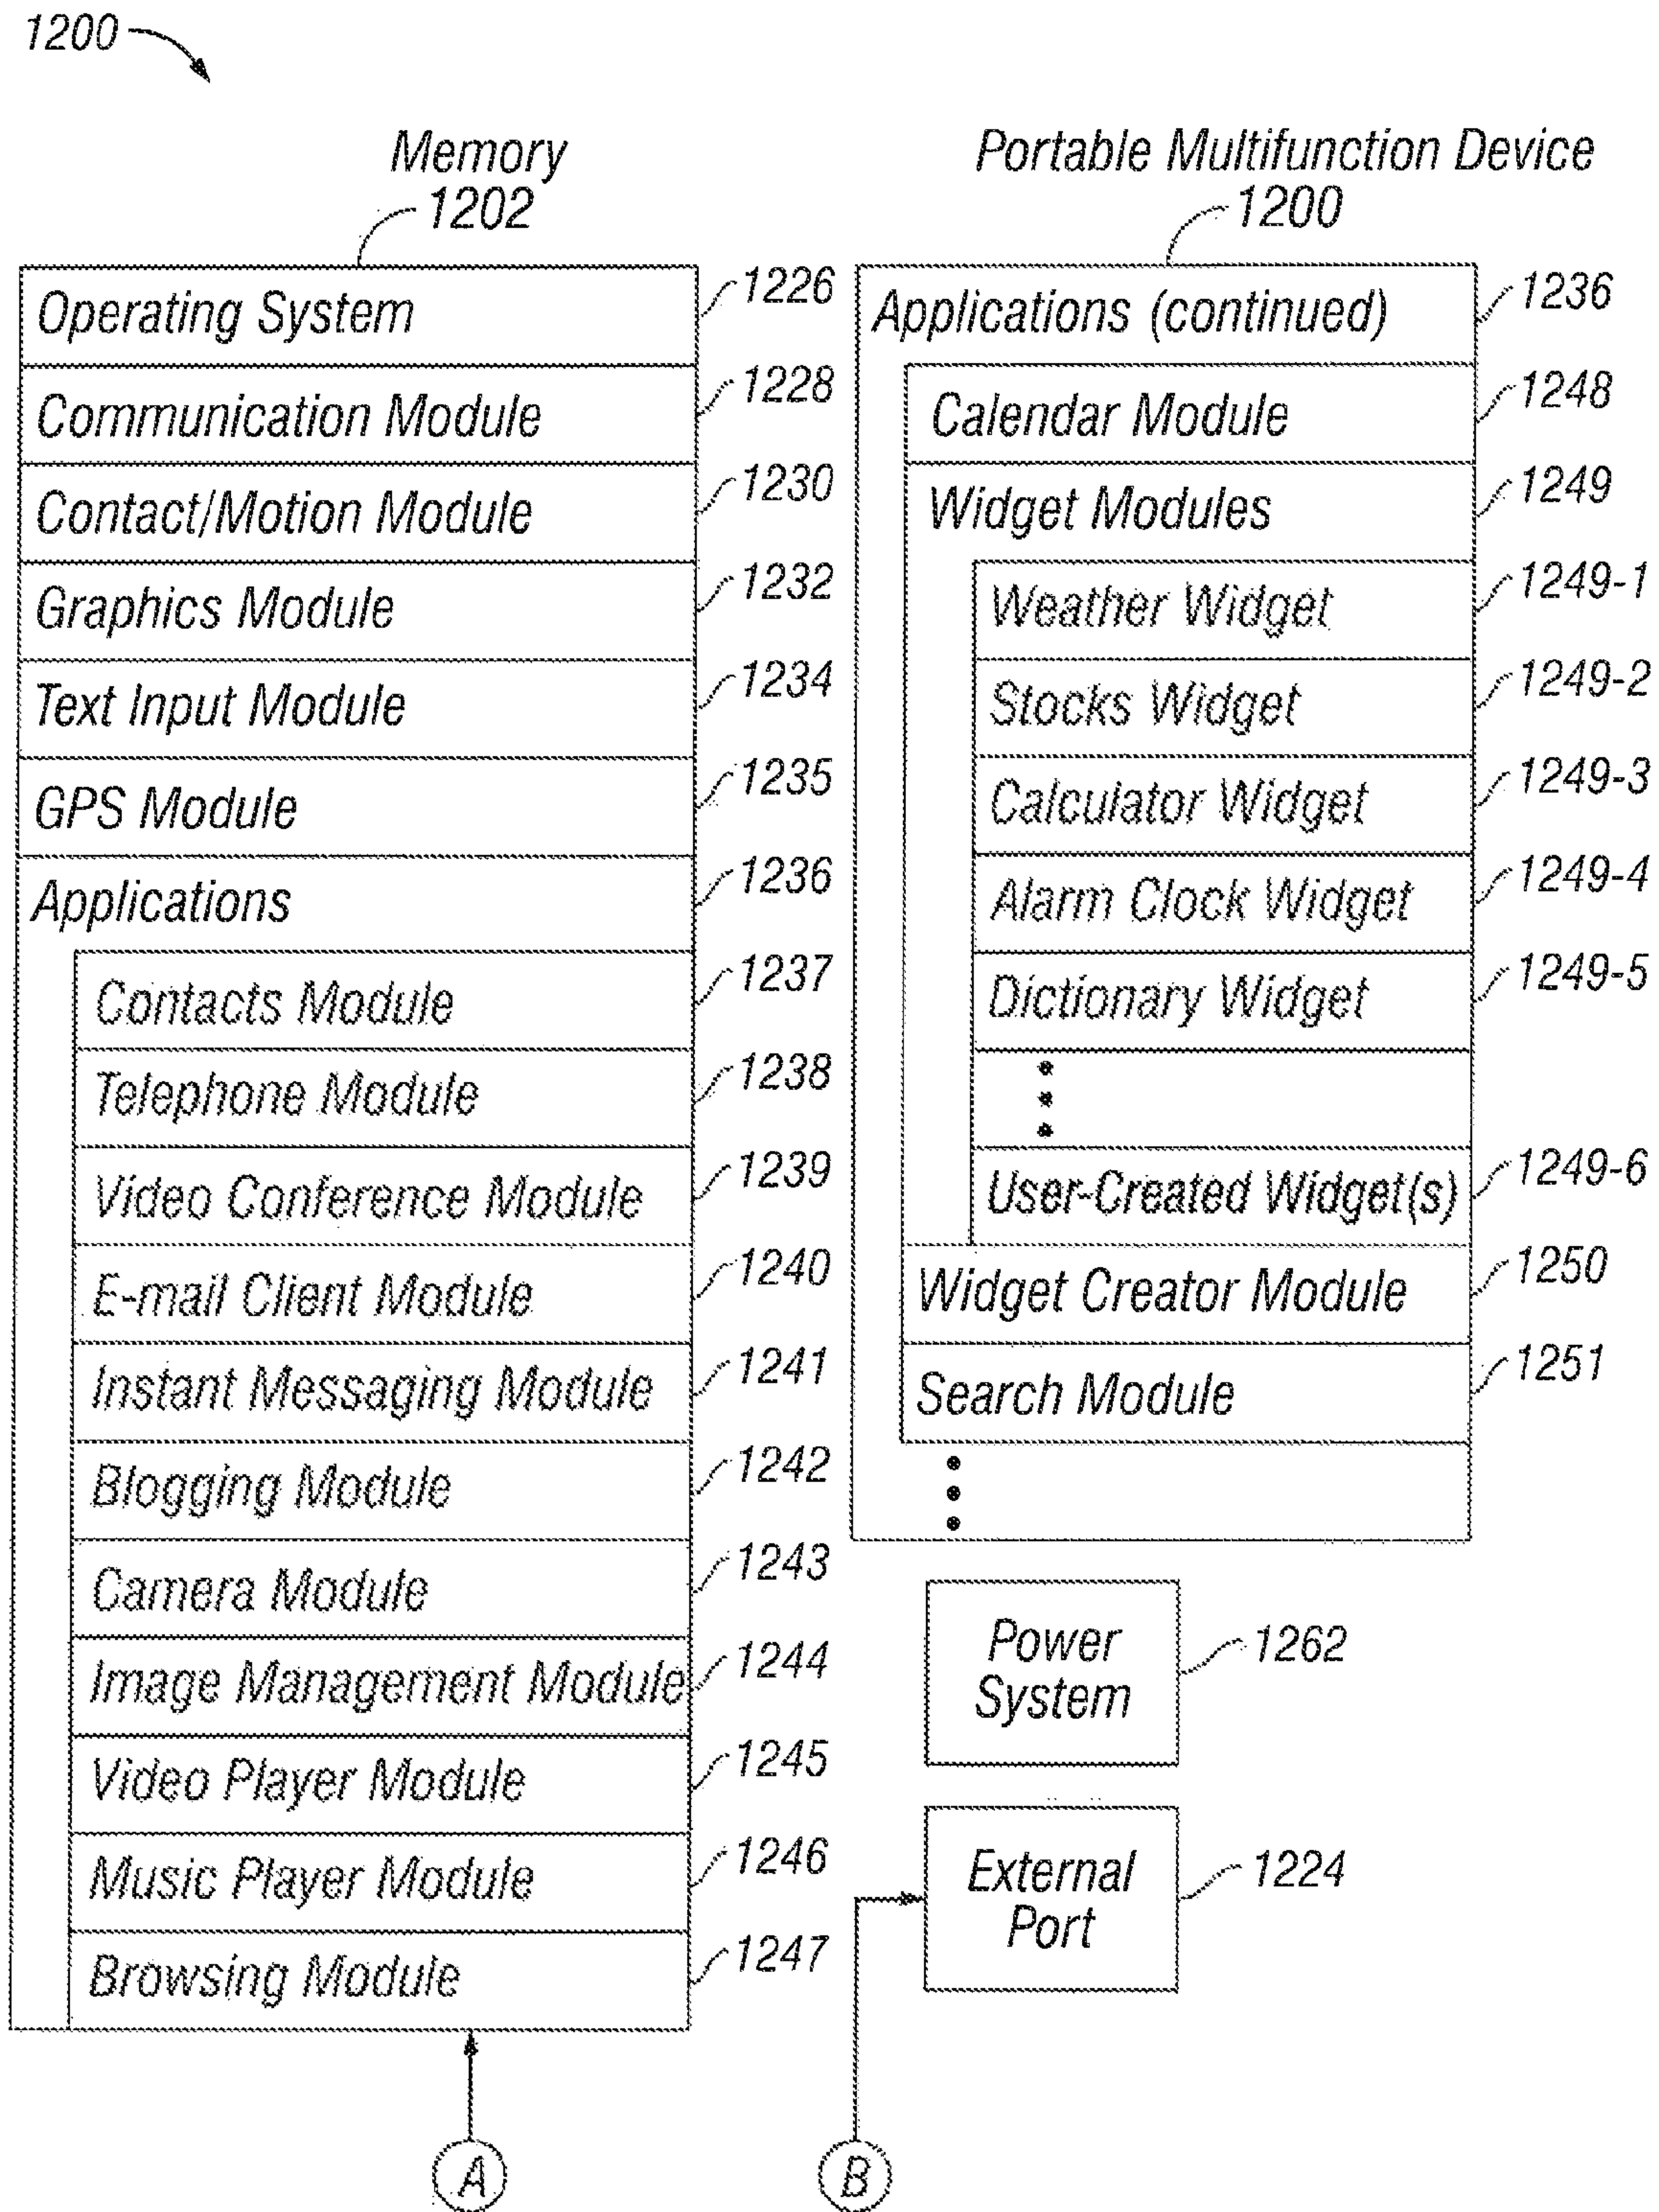 1200
Memory
1202
Operating System 1226
Communication Module 1228
Contact/Motion Module 1230
Graphics Module 1232
Text Input Module 1234
GPS Module 1235
Applications 1236
Contacts Module 1237
Telephone Module 1238
Video Conference Module 1239
E-mail Client Module 1240
Instant Messaging Module 1241
Blogging Module 1242
Camera Module 1243
Image Management Module 1244
Video Player Module 1245
Music Player Module 1246
Browsing Module 1247
A
Portable Multifunction Device
1200
Applications (continued) 1236
Calendar Module 1248
Widget Modules 1249
Weather Widget 1249-1
Stocks Widget 1249-2
Calculator Widget 1249-3
Alarm Clock Widget 1249-4
Dictionary Widget 1249-5
User-Created Widget(s) 1249-6
Widget Creator Module 1250
Search Module 1251
Power
System 1262
External
Port 1224
B